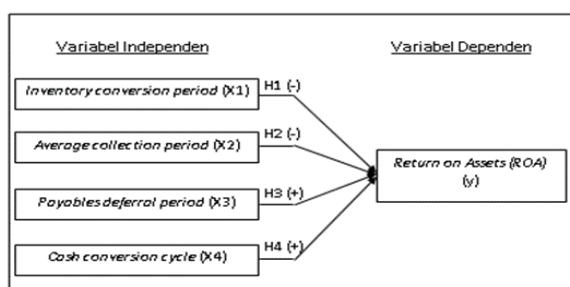 Variabel Independen
Variabel Dependen
Inventory conversion period (X1)
H1 (-)
Average collection period (X2)
H2 (-)
Return on Assets (ROA)
(y)
Payables deferral period (X3)
H3 (+)
Cash conversion cycle (X4)
H4 (+)